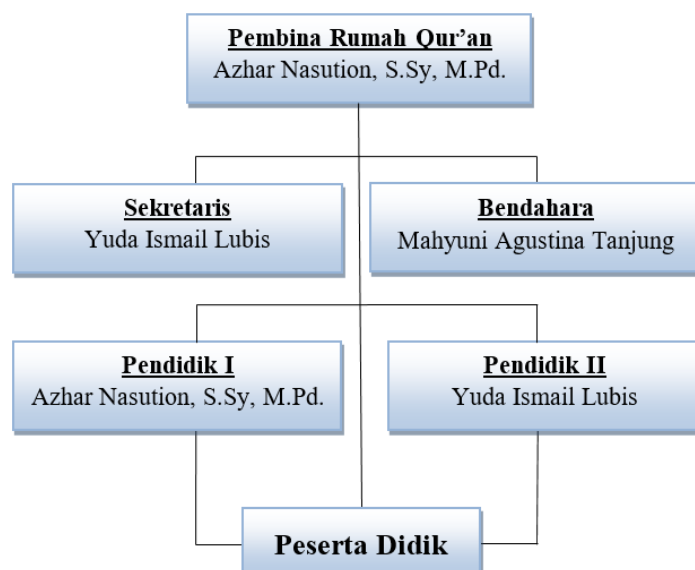 Pembina Rumah Qur’an
Azhar Nasution, S.Sy, M.Pd.
Sekretaris
Yuda Ismail Lubis
Bendahara
Mahyuni Agustina Tanjung
Pendidik I
Azhar Nasution, S.Sy, M.Pd.
Pendidik II
Yuda Ismail Lubis
Peserta Didik